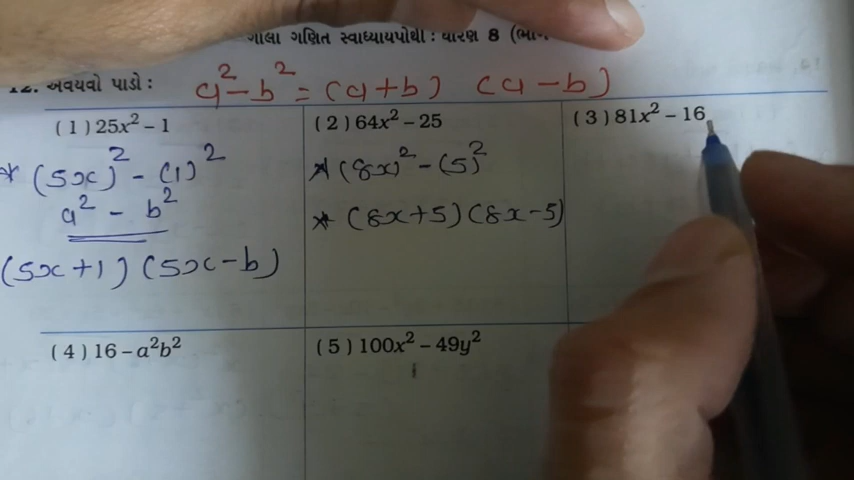 ગાલા ગણિત સ્વાધ્યાયપોથી : ધોરણ 8 (ભાગ
12. અવયવો પાડો :
a² – b² = (a + b) (a – b)
(1) 25x² – 1
* (5x)² – (1)²
a² – b²
(5x + 1) (5x – b)
(2) 64x² – 25
* (8x)² – (5)²
* (8x + 5) (8x – 5)
(3) 81x² – 16
(4) 16 – a²b²
(5) 100x² – 49y²